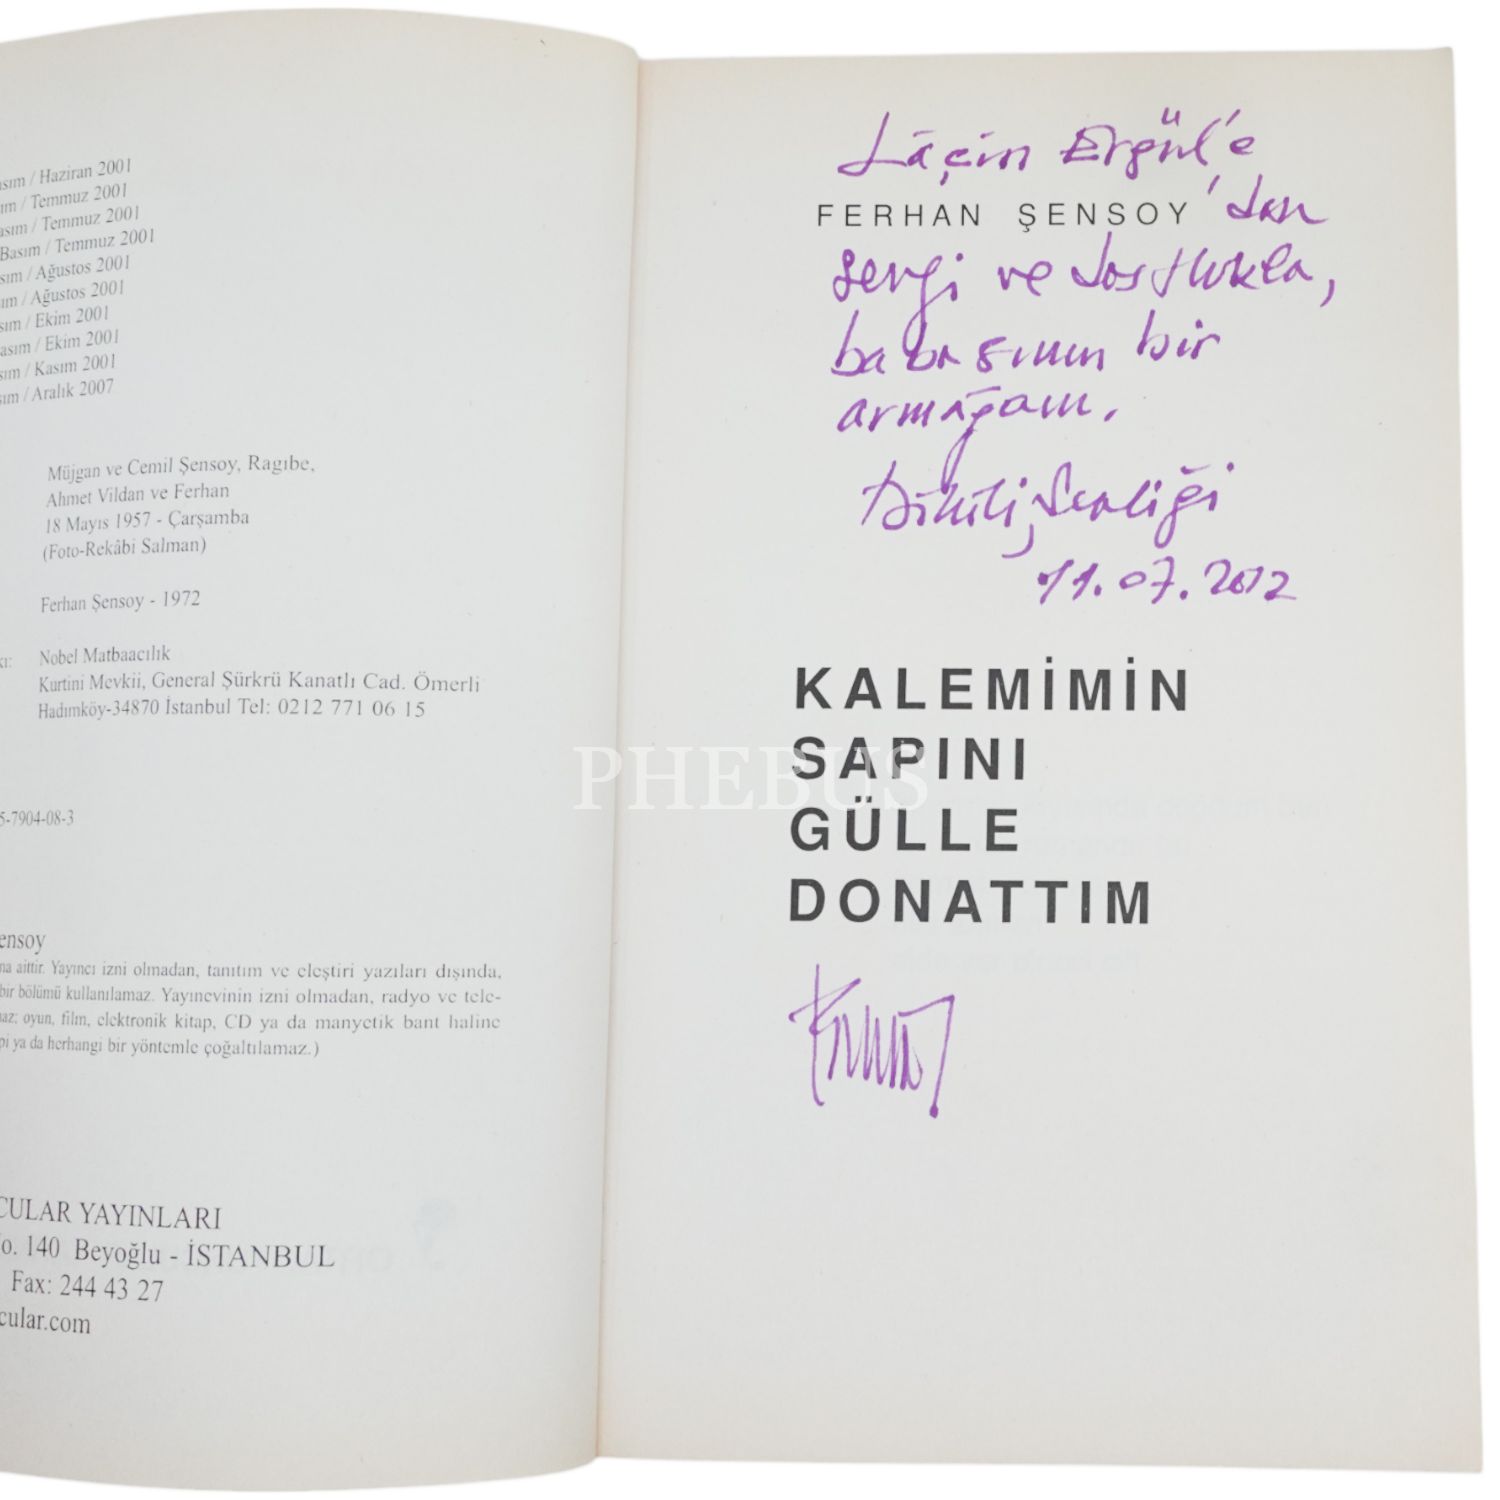 asım / Haziran 2001
ım / Temmuz 2001
asım / Temmuz 2001
Basım / Temmuz 2001
sım / Ağustos 2001
ım / Ağustos 2001
sım / Ekim 2001
asım / Ekim 2001
sım / Kasım 2001
sım / Aralık 2007
Müjgan ve Cemil Şensoy, Ragıbe,
Ahmet Vildan ve Ferhan
18 Mayıs 1957 - Çarşamba
(Foto-Rekâbi Salman)
Ferhan Şensoy - 1972
kı: Nobel Matbaacılık
Kurtini Mevkii, General Şürkrü Kanatlı Cad. Ömerli
Hadımköy-34870 İstanbul Tel: 0212 771 06 15
5-7904-08-3
ensoy
na aittir. Yayıncı izni olmadan, tanıtım ve eleştiri yazıları dışında,
bir bölümü kullanılamaz. Yayınevinin izni olmadan, radyo ve tele-
naz; oyun, film, elektronik kitap, CD ya da manyetik bant haline
pi ya da herhangi bir yöntemle çoğaltılamaz.)
CULAR YAYINLARI
o. 140 Beyoğlu - İSTANBUL
Fax: 244 43 27
cular.com
Lâçin Ergül'e
FERHAN ŞENSOY 'dan
sevgi ve dostlukla,
babasının bir
armağanı.
Dikili Şenliği
11.07.2012
KALEMİMİN
SAPINI
GÜLLE
DONATTIM
PHEBUS